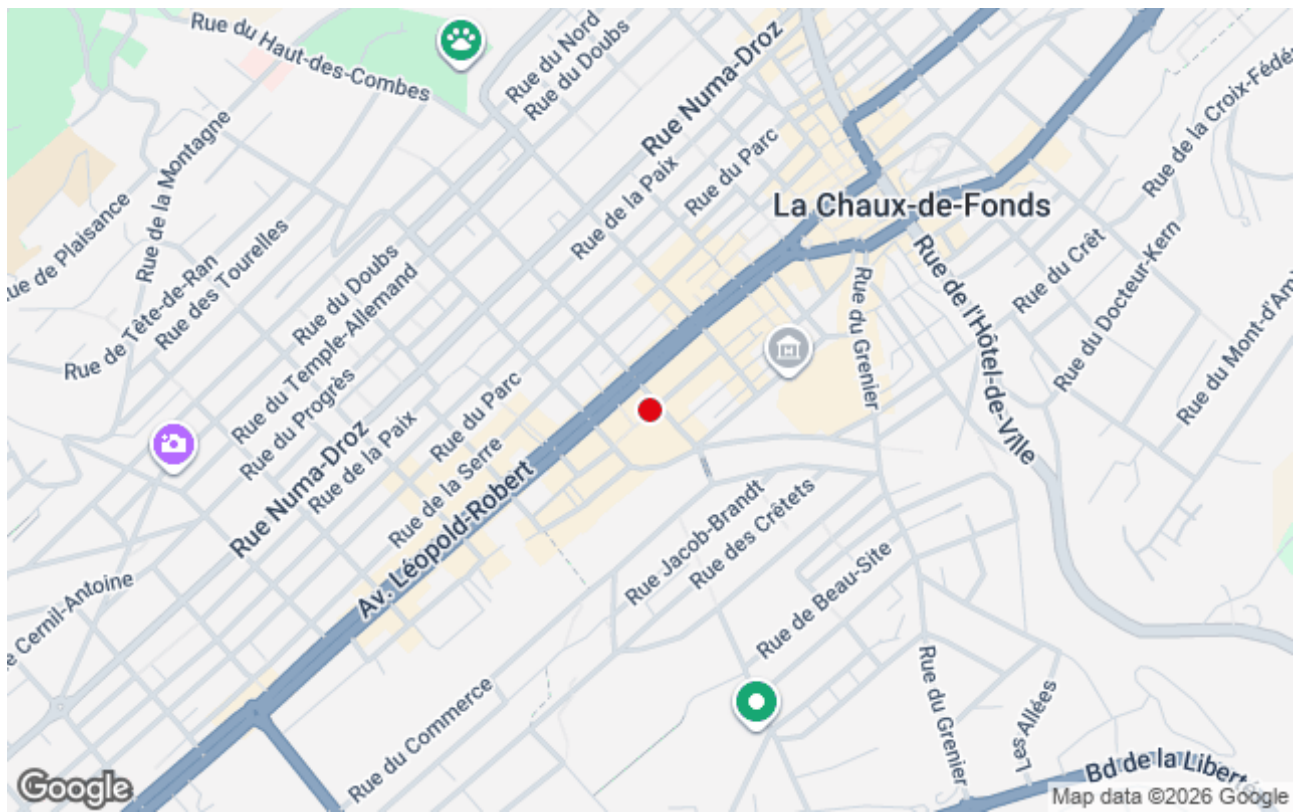 Rue du Haut-des-Combes
Rue du Nord
Rue du Doubs
Rue Numa-Droz
Rue de la Croix-Fédér
Rue de la Montagne
Rue de la Paix
Rue du Parc
La Chaux-de-Fonds
ue de Plaisance
Rue de Tête-de-Ran
Rue des Tourelles
Rue du Doubs
Rue du Temple-Allemand
Rue du Progrès
Rue Numa-Droz
Rue de la Paix
Rue du Parc
Rue de la Serre
Av. Léopold-Robert
Rue du Grenier
Rue de l'Hôtel-de-Ville
Rue du Crêt
Rue du Docteur-Kern
Rue du Mont-d'Am
Rue Jacob-Brandt
Rue des Crêtets
Rue de Beau-Site
e Cernil-Antoine
Rue du Commerce
Rue du Grenier
Les Allées
Bd de la Liberté
Google
Map data ©2026 Google